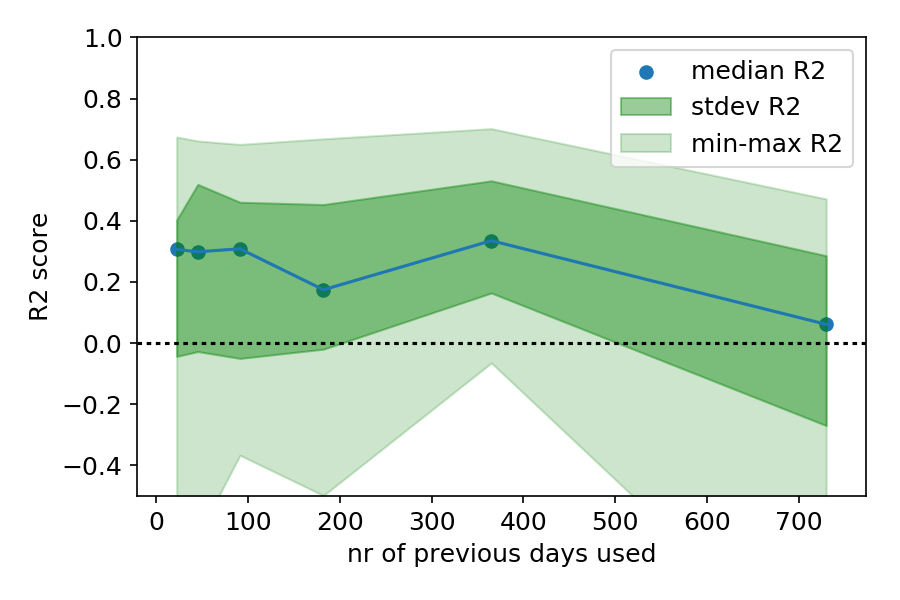 1.0
0.8
0.6
0.4
0.2
0.0
−0.2
−0.4
R2 score
median R2
stdev R2
min-max R2
0 100 200 300 400 500 600 700
nr of previous days used